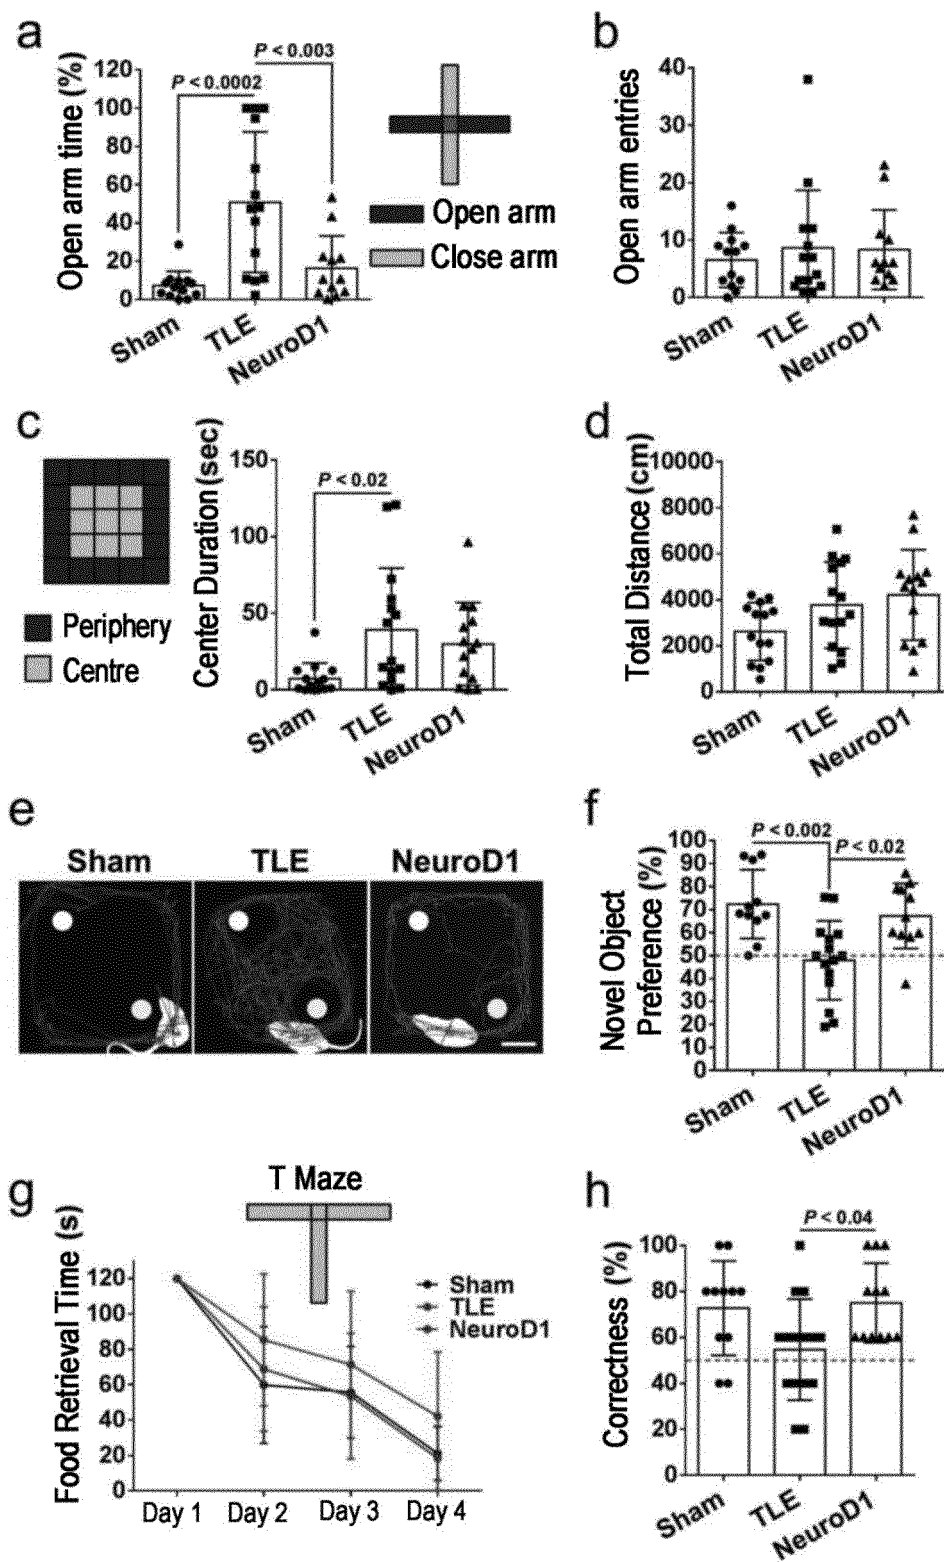 a
P < 0.003
P < 0.0002
Open arm time (%)
120
100
80
60
40
20
0
Sham
TLE
NeuroD1
Open arm
Close arm
b
Open arm entries
40
30
20
10
0
Sham
TLE
NeuroD1
c
Periphery
Centre
Center Duration (sec)
150
100
50
0
P < 0.02
Sham
TLE
NeuroD1
d
Total Distance (cm)
10000
8000
6000
4000
2000
0
Sham
TLE
NeuroD1
e
Sham TLE NeuroD1
f
Novel Object
Preference (%)
100
90
80
70
60
50
50
40
30
20
10
0
P < 0.002
P < 0.02
Sham
TLE
NeuroD1
g
T Maze
Food Retrieval Time (s)
120
100
80
60
40
20
0
Sham
TLE
NeuroD1
Day 1 Day 2 Day 3 Day 4
h
Correctness (%)
100
80
60
40
20
0
P < 0.04
Sham
TLE
NeuroD1